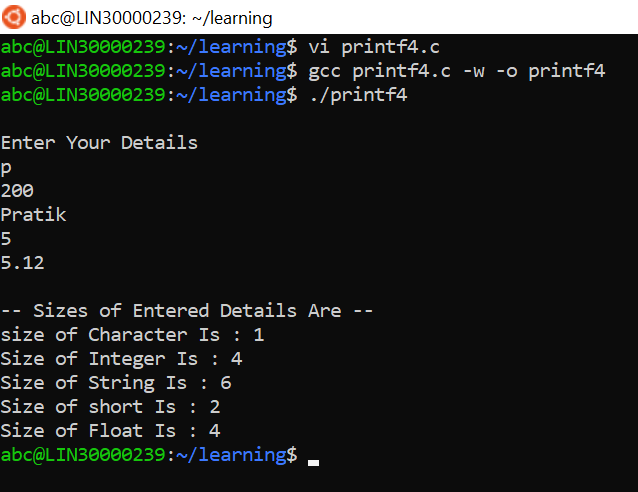 abc@LIN30000239: ~/learning
abc@LIN30000239:~/learning$ vi printf4.c
abc@LIN30000239:~/learning$ gcc printf4.c -w -o printf4
abc@LIN30000239:~/learning$ ./printf4
Enter Your Details
p
200
Pratik
5
5.12
-- Sizes of Entered Details Are --
size of Character Is : 1
Size of Integer Is : 4
Size of String Is : 6
Size of short Is : 2
Size of Float Is : 4
abc@LIN30000239:~/learning$